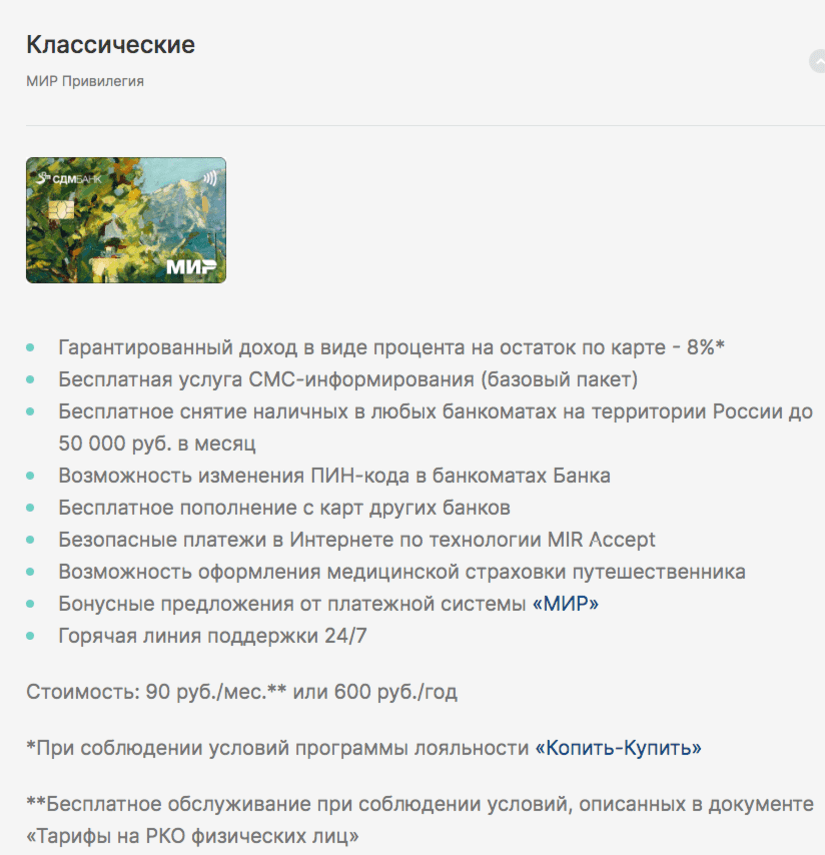 Классические
МИР Привилегия
СДМБАНК
МИР
Гарантированный доход в виде процента на остаток по карте - 8%*
Бесплатная услуга СМС-информирования (базовый пакет)
Бесплатное снятие наличных в любых банкоматах на территории России до
50 000 руб. в месяц
Возможность изменения ПИН-кода в банкоматах Банка
Бесплатное пополнение с карт других банков
Безопасные платежи в Интернете по технологии MIR Accept
Возможность оформления медицинской страховки путешественника
Бонусные предложения от платежной системы «МИР»
Горячая линия поддержки 24/7
Стоимость: 90 руб./мес.** или 600 руб./год
*При соблюдении условий программы лояльности «Копить-Купить»
**Бесплатное обслуживание при соблюдении условий, описанных в документе
«Тарифы на РКО физических лиц»